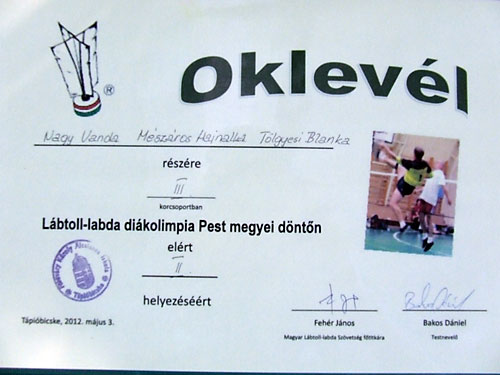 Oklevél
®
Nagy Vanda Mészáros Hajnalka Tölgyesi Blanka
részére
III
korcsoportban
Lábtoll-labda diákolimpia Pest megyei döntőn
elért
II
helyezéséért
Tápióbicske, 2012. május 3.
Fehér János
Magyar Lábtoll-labda Szövetség főtitkára
Bakos Dániel
Testnevelő